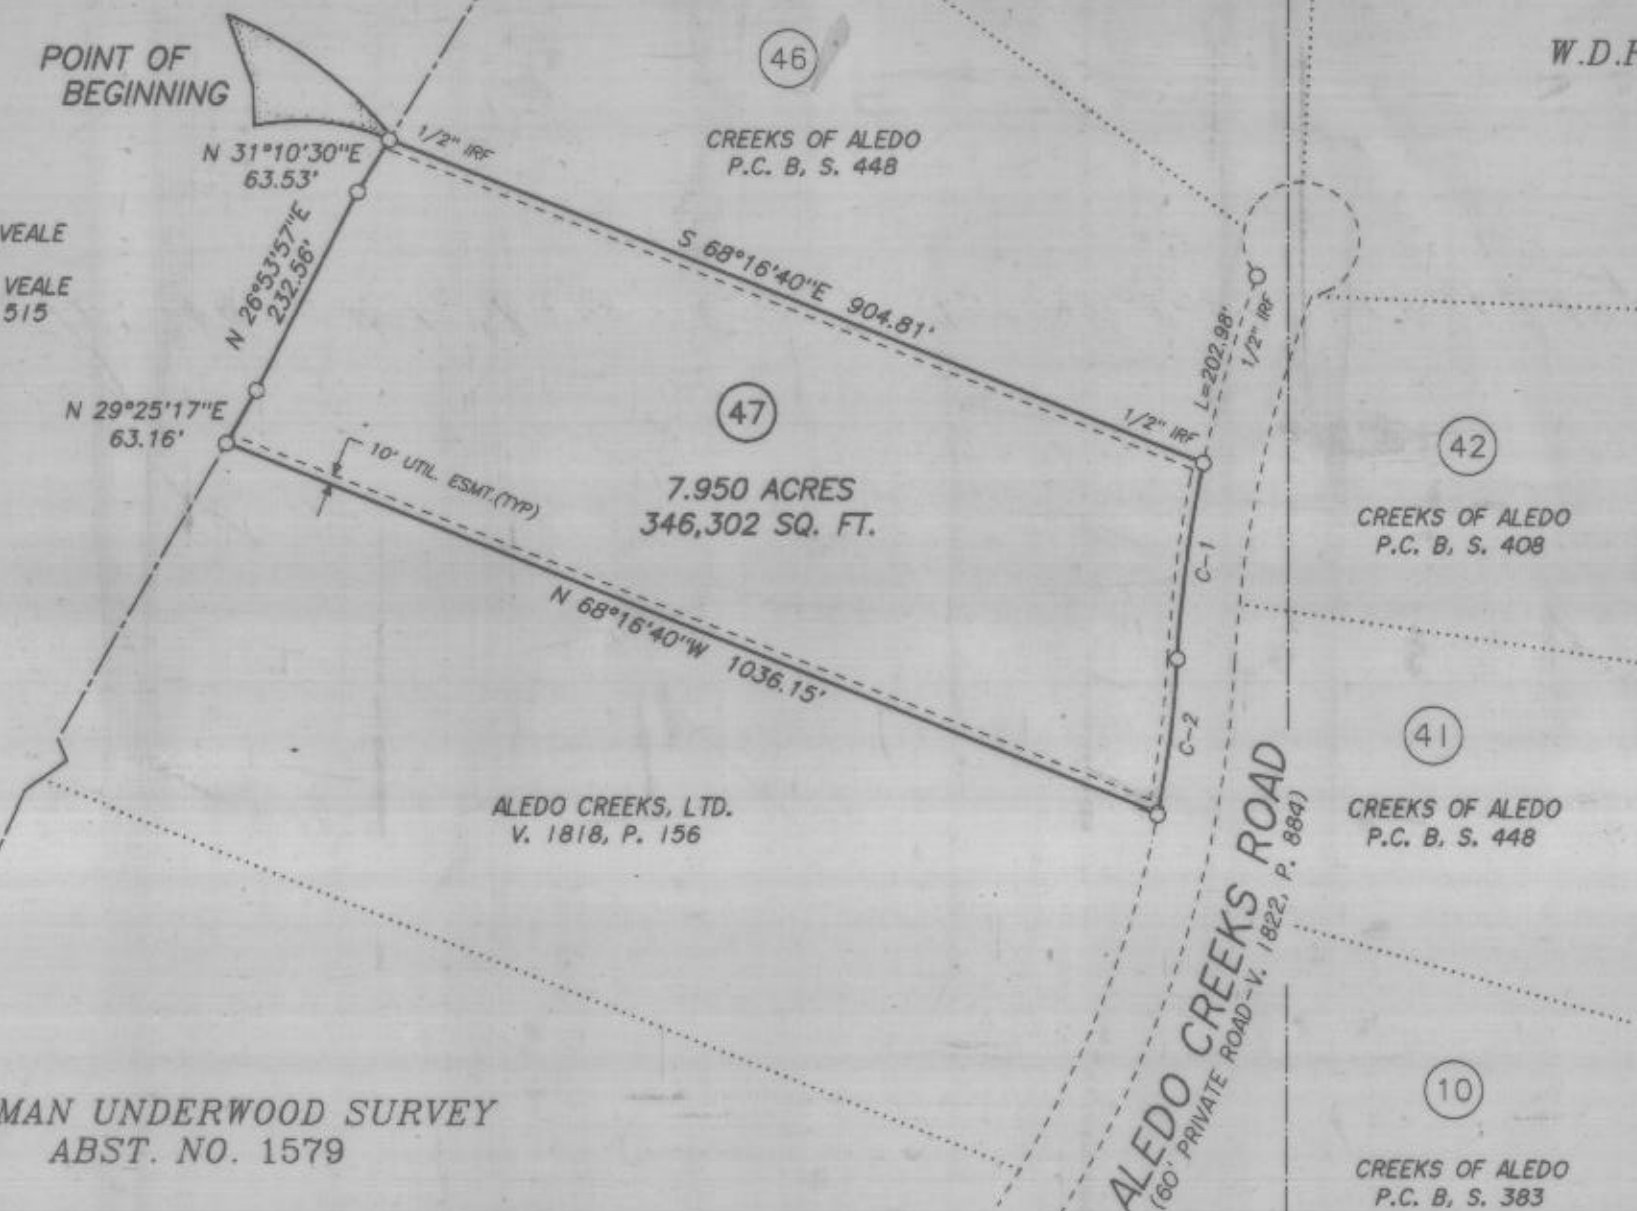 POINT OF
BEGINNING
46
CREEKS OF ALEDO
P.C. B, S. 448
1/2" IRF
N 31°10'30"E
63.53'
VEALE
VEALE
515
N 26°53'57"E
232.56'
S 68°16'40"E 904.81'
L=202.98'
1/2" IRF
N 29°25'17"E
63.16'
10' UTIL. ESMT.(TYP)
47
7.950 ACRES
346,302 SQ. FT.
1/2" IRF
42
CREEKS OF ALEDO
P.C. B, S. 408
C-1
N 68°16'40"W 1036.15'
C-2
41
CREEKS OF ALEDO
P.C. B, S. 448
ALEDO CREEKS, LTD.
V. 1818, P. 156
ALEDO CREEKS ROAD
(60' PRIVATE ROAD-V. 1822, P. 884)
10
CREEKS OF ALEDO
P.C. B, S. 383
MAN UNDERWOOD SURVEY
ABST. NO. 1579
W.D.